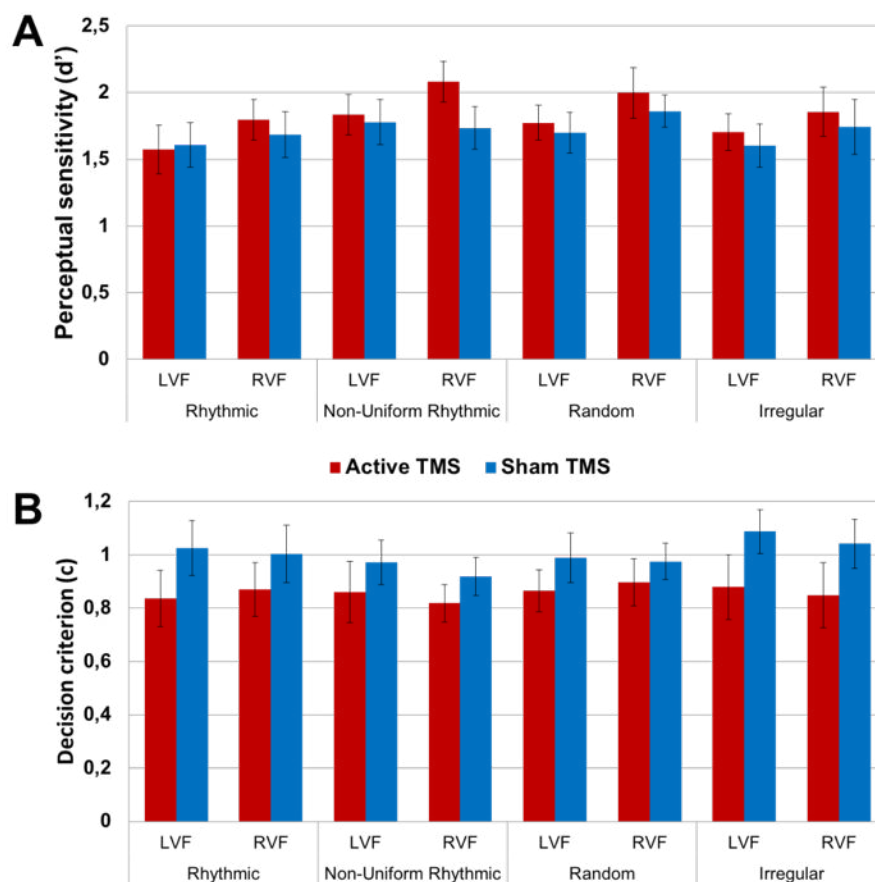 A
Perceptual sensitivity (d')
2,5
2
1,5
1
0,5
0
LVF RVF LVF RVF LVF RVF LVF RVF
Rhythmic Non-Uniform Rhythmic Random Irregular
Active TMS Sham TMS
B
Decision criterion (c)
1,2
1
0,8
0,6
0,4
0,2
0
LVF RVF LVF RVF LVF RVF LVF RVF
Rhythmic Non-Uniform Rhythmic Random Irregular